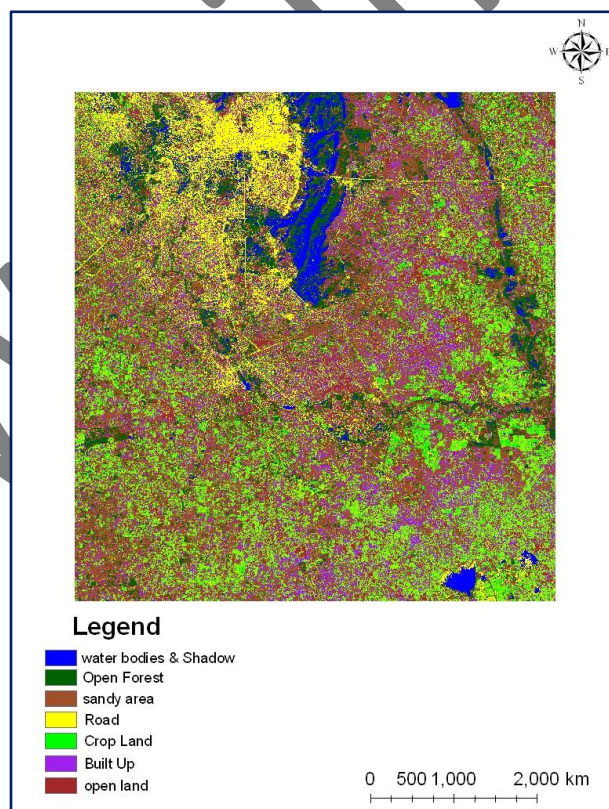 N
W E
S
Legend
water bodies & Shadow
Open Forest
sandy area
Road
Crop Land
Built Up
open land
0 500 1,000 2,000 km